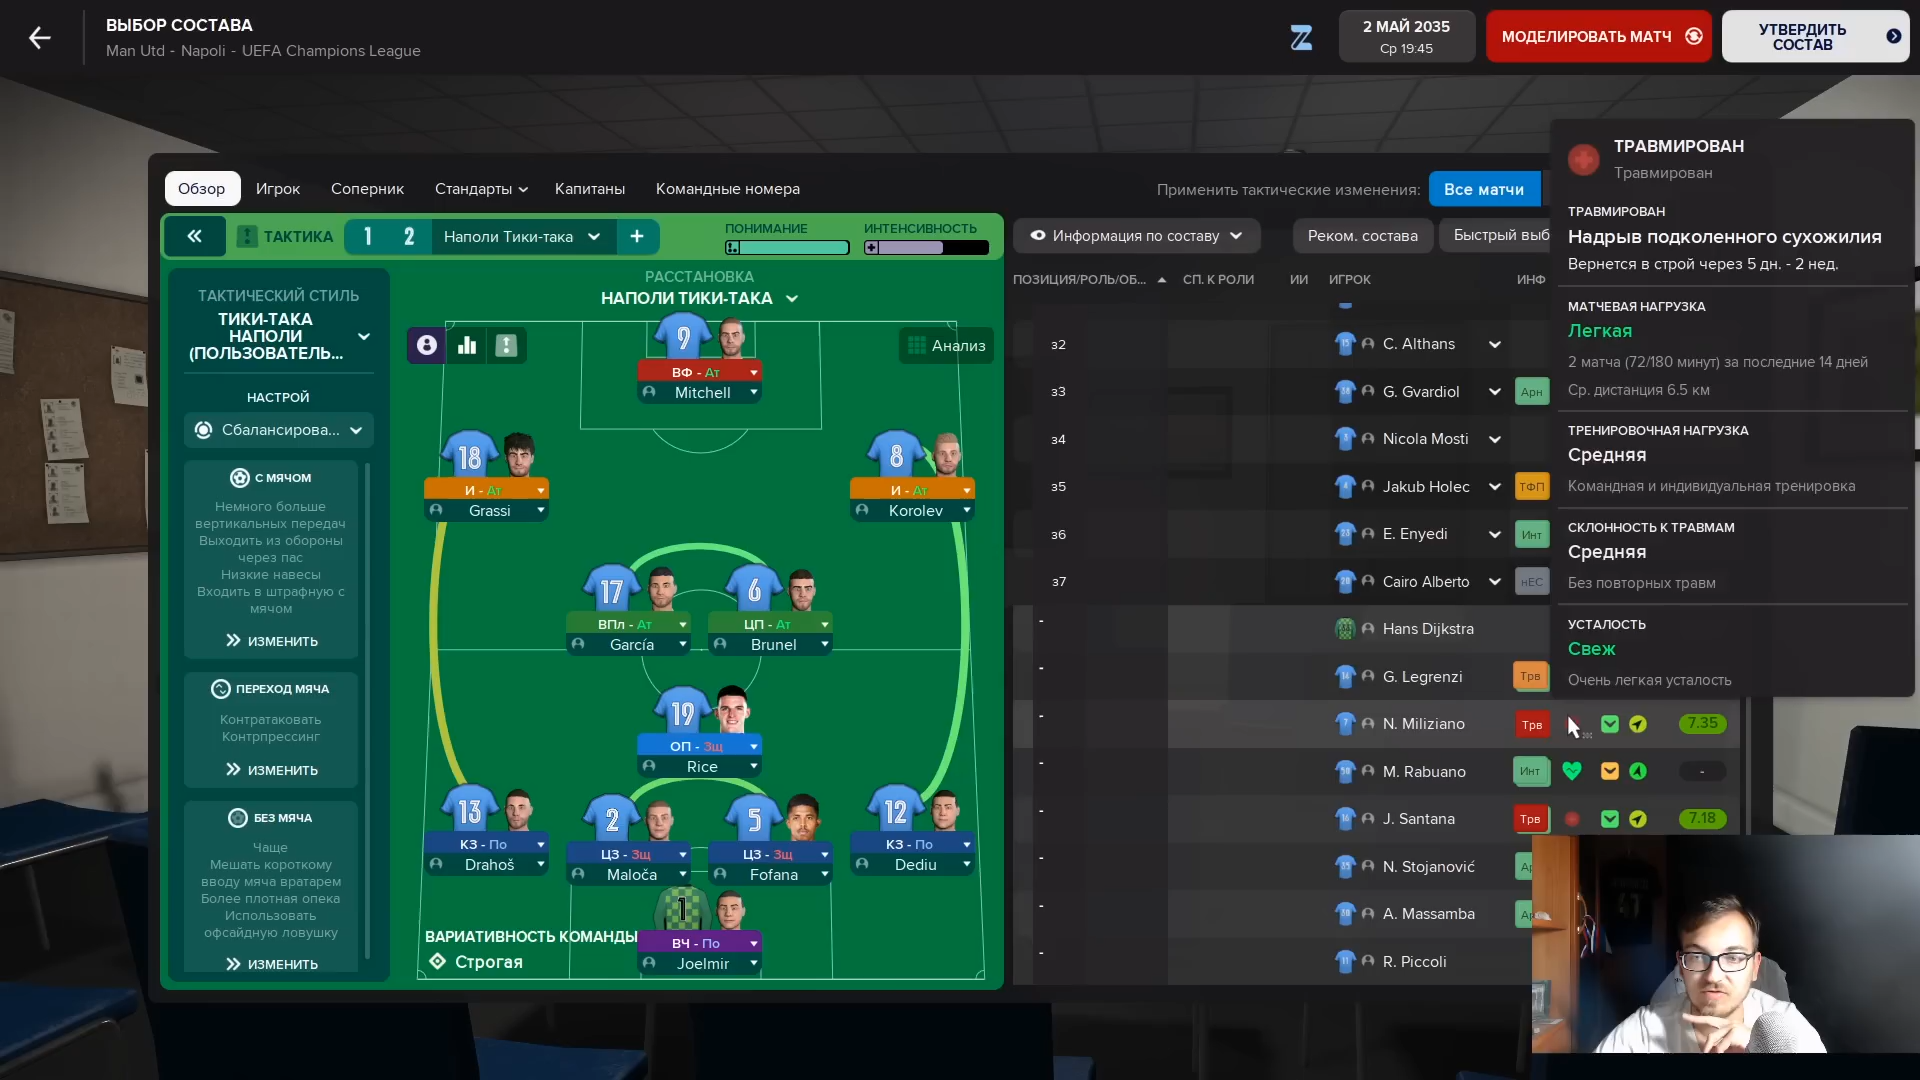 ВЫБОР СОСТАВА
Man Utd - Napoli - UEFA Champions League
2 МАЙ 2035
Ср 19:45
МОДЕЛИРОВАТЬ МАТЧ
УТВЕРДИТЬ
СОСТАВ
Обзор
Игрок
Соперник
Стандарты
Капитаны
Командные номера
Применить тактические изменения:
Все матчи
ТАКТИКА
1
2
Наполи Тики-така
+
ПОНИМАНИЕ
ИНТЕНСИВНОСТЬ
ТАКТИЧЕСКИЙ СТИЛЬ
ТИКИ-ТАКА
НАПОЛИ
(ПОЛЬЗОВАТЕЛЬ...
НАСТРОЙ
Сбалансирова...
С МЯЧОМ
Немного больше
вертикальных передач
Выходить из обороны
через пас
Низкие навесы
Входить в штрафную с
мячом
ИЗМЕНИТЬ
ПЕРЕХОД МЯЧА
Контратаковать
Контрпрессинг
ИЗМЕНИТЬ
БЕЗ МЯЧА
Чаще
Мешать короткому
вводу мяча вратарем
Более плотная опека
Использовать
офсайдную ловушку
ИЗМЕНИТЬ
РАССТАНОВКА
НАПОЛИ ТИКИ-ТАКА
Анализ
9
ВФ - Ат
Mitchell
18
И - Ат
Grassi
8
И - Ат
Korolev
17
ВПл - Ат
García
6
ЦП - Ат
Brunel
19
ОП - Зщ
Rice
13
КЗ - По
Drahoš
2
ЦЗ - Зщ
Maloča
5
ЦЗ - Зщ
Fofana
12
КЗ - По
Dediu
1
ВЧ - По
Joelmir
ВАРИАТИВНОСТЬ КОМАНДЫ
Строгая
Информация по составу
Реком. состава
Быстрый выб
ПОЗИЦИЯ/РОЛЬ/ОБ...
СП. К РОЛИ
ИИ
ИГРОК
ИНФ
з2
C. Althans
з3
G. Gvardiol
Арн
з4
Nicola Mosti
з5
Jakub Holec
ТФП
з6
E. Enyedi
Инт
з7
Cairo Alberto
нЕС
-
Hans Dijkstra
-
G. Legrenzi
Трв
-
N. Miliziano
Трв
7.35
-
M. Rabuano
Инт
-
-
J. Santana
Трв
7.18
-
N. Stojanović
-
A. Massamba
-
R. Piccoli
ТРАВМИРОВАН
Травмирован
ТРАВМИРОВАН
Надрыв подколенного сухожилия
Вернется в строй через 5 дн. - 2 нед.
МАТЧЕВАЯ НАГРУЗКА
Легкая
2 матча (72/180 минут) за последние 14 дней
Ср. дистанция 6.5 км
ТРЕНИРОВОЧНАЯ НАГРУЗКА
Средняя
Командная и индивидуальная тренировка
СКЛОННОСТЬ К ТРАВМАМ
Средняя
Без повторных травм
УСТАЛОСТЬ
Свеж
Очень легкая усталость